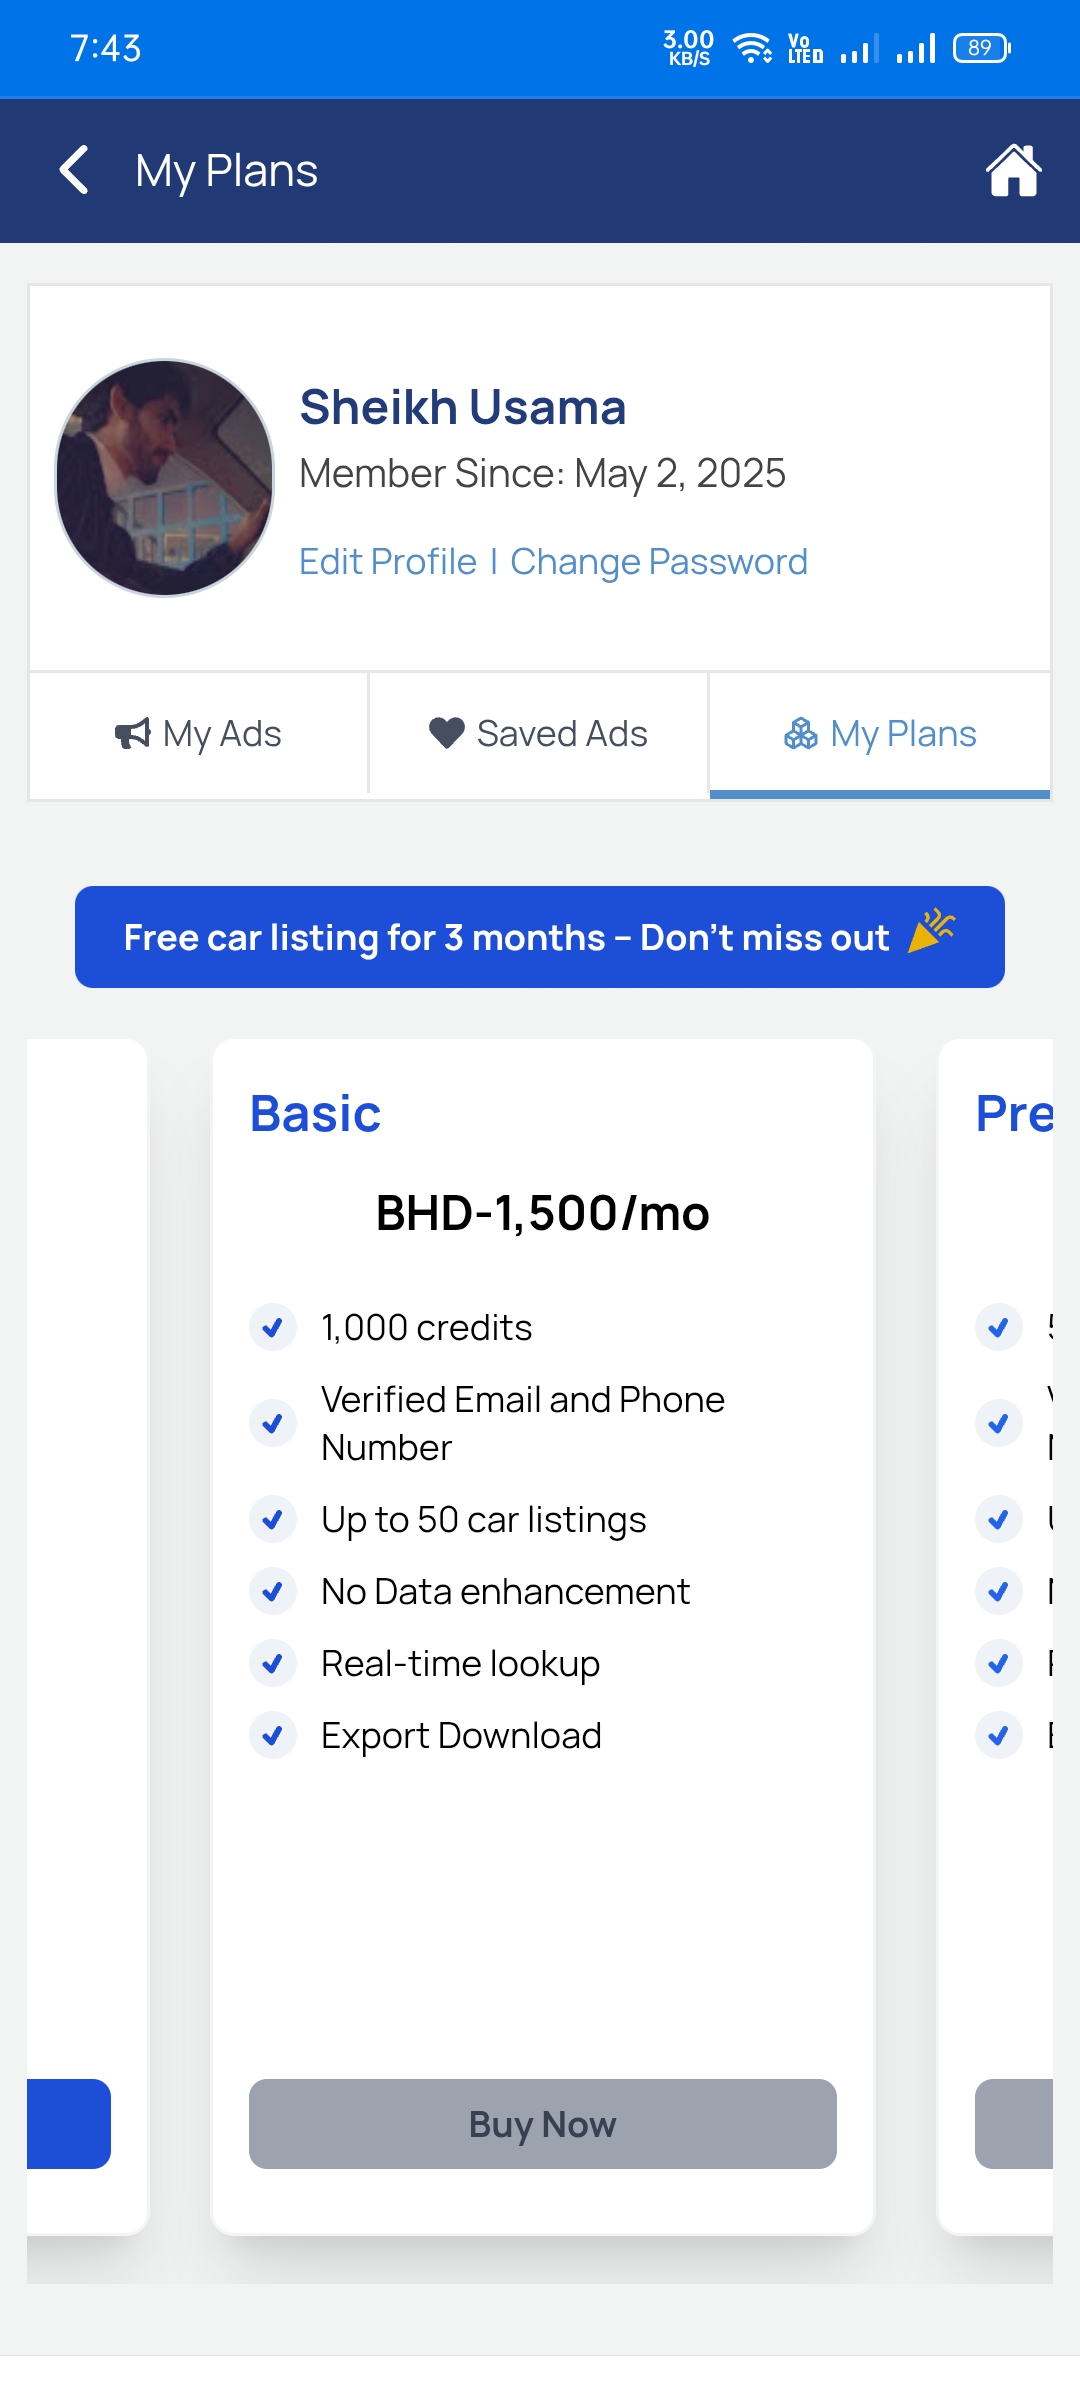 7:43
3.00
KB/S
Vo
LTE D
89
My Plans
Sheikh Usama
Member Since: May 2, 2025
Edit Profile | Change Password
My Ads
Saved Ads
My Plans
Free car listing for 3 months – Don't miss out
Basic
Pre
BHD-1,500/mo
1,000 credits
Verified Email and Phone
Number
Up to 50 car listings
No Data enhancement
Real-time lookup
Export Download
Buy Now